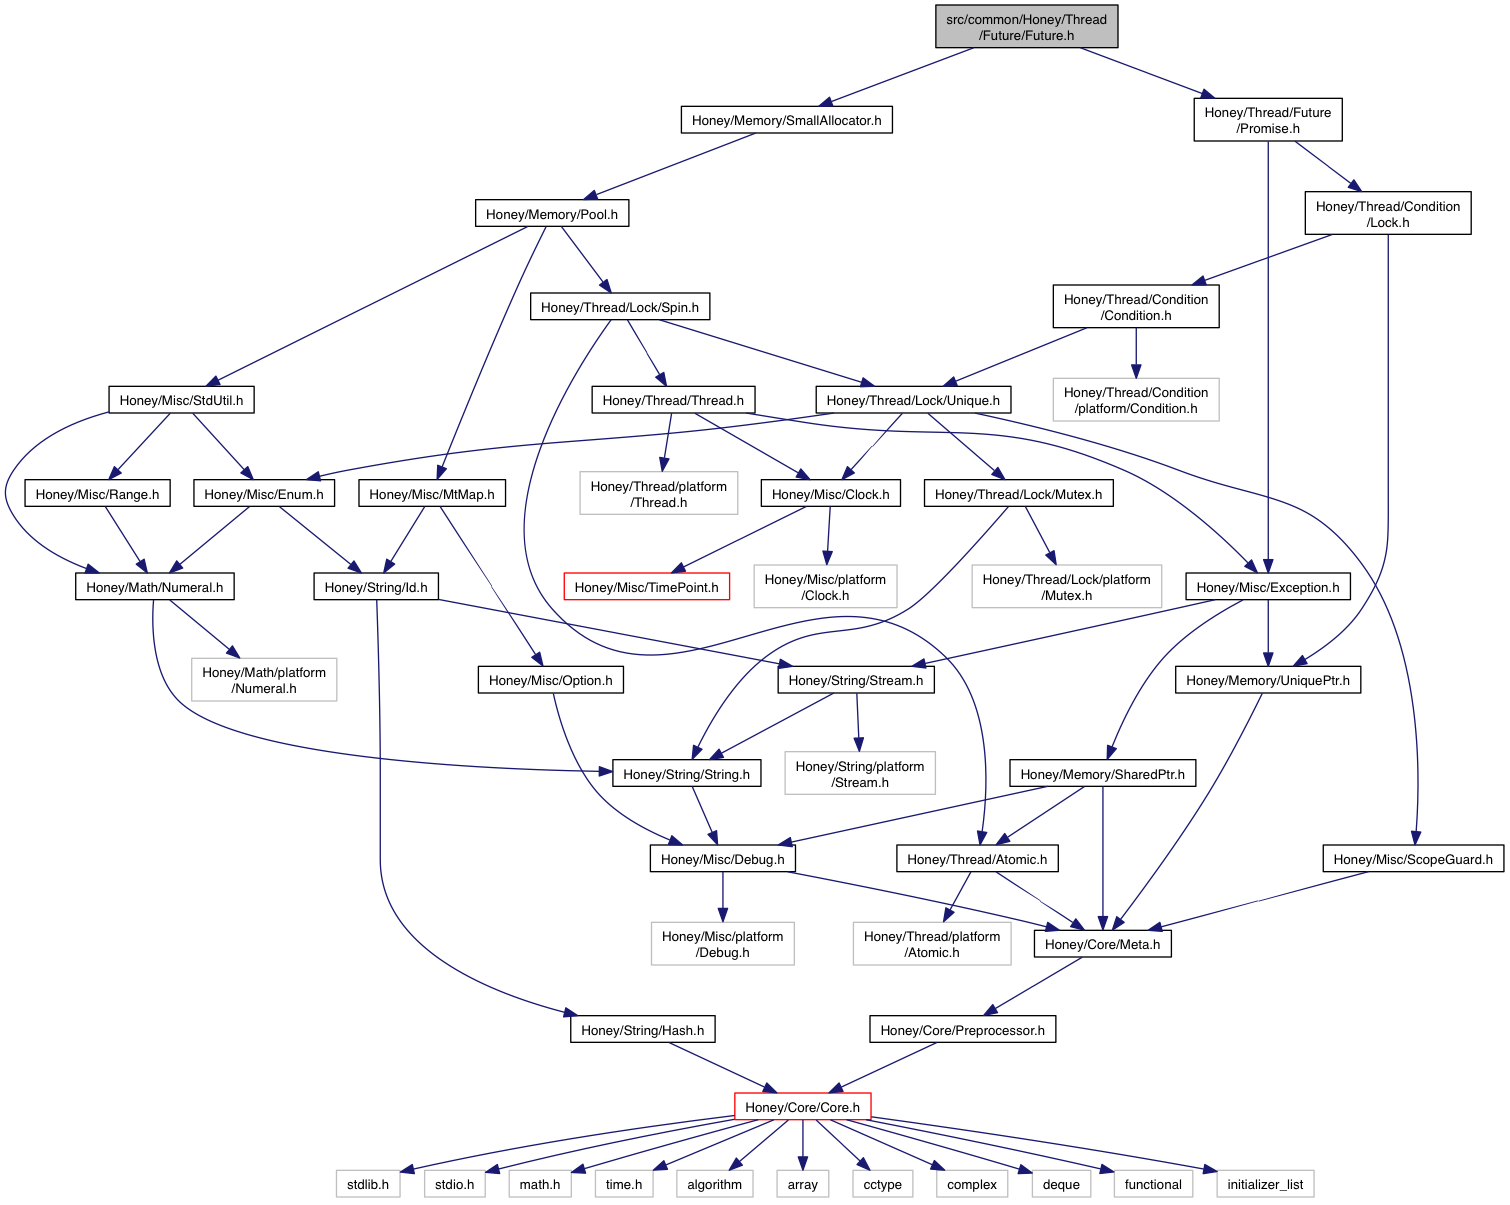 src/common/Honey/Thread
/Future/Future.h
Honey/Memory/SmallAllocator.h
Honey/Thread/Future
/Promise.h
Honey/Memory/Pool.h
Honey/Thread/Condition
/Lock.h
Honey/Thread/Lock/Spin.h
Honey/Thread/Condition
/Condition.h
Honey/Misc/StdUtil.h
Honey/Thread/Thread.h
Honey/Thread/Lock/Unique.h
Honey/Thread/Condition
/platform/Condition.h
Honey/Misc/Range.h
Honey/Misc/Enum.h
Honey/Misc/MtMap.h
Honey/Thread/platform
/Thread.h
Honey/Misc/Clock.h
Honey/Thread/Lock/Mutex.h
Honey/Math/Numeral.h
Honey/String/Id.h
Honey/Misc/TimePoint.h
Honey/Misc/platform
/Clock.h
Honey/Thread/Lock/platform
/Mutex.h
Honey/Misc/Exception.h
Honey/Math/platform
/Numeral.h
Honey/Misc/Option.h
Honey/String/Stream.h
Honey/Memory/UniquePtr.h
Honey/String/String.h
Honey/String/platform
/Stream.h
Honey/Memory/SharedPtr.h
Honey/Misc/Debug.h
Honey/Thread/Atomic.h
Honey/Misc/ScopeGuard.h
Honey/Misc/platform
/Debug.h
Honey/Thread/platform
/Atomic.h
Honey/Core/Meta.h
Honey/String/Hash.h
Honey/Core/Preprocessor.h
Honey/Core/Core.h
stdlib.h
stdio.h
math.h
time.h
algorithm
array
cctype
complex
deque
functional
initializer_list